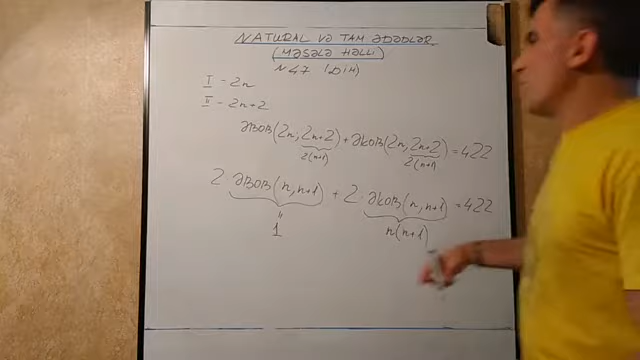 NATURAL VƏ TAM ƏDƏDLƏR
(MƏSƏLƏ HƏLLİ)
N47 (DİM)
I - 2n
II - 2n+2
ƏBOB(2n; 2n+2) + ƏKOB(2n, 2n+2) = 422
2(n+1) 2(n+1)
2 ƏBOB(n, n+1) + 2 · ƏKOB(n, n+1) = 422
"
1 n(n+1)